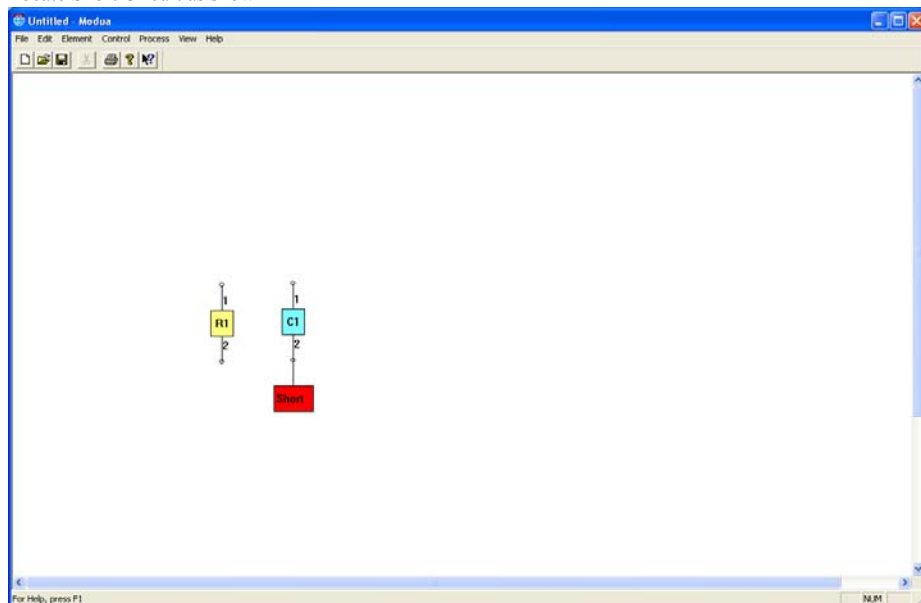 Untitled - Modua
File Edit Element Control Process View Help
1
R1
2
1
C1
2
Short
For Help, press F1
NUM